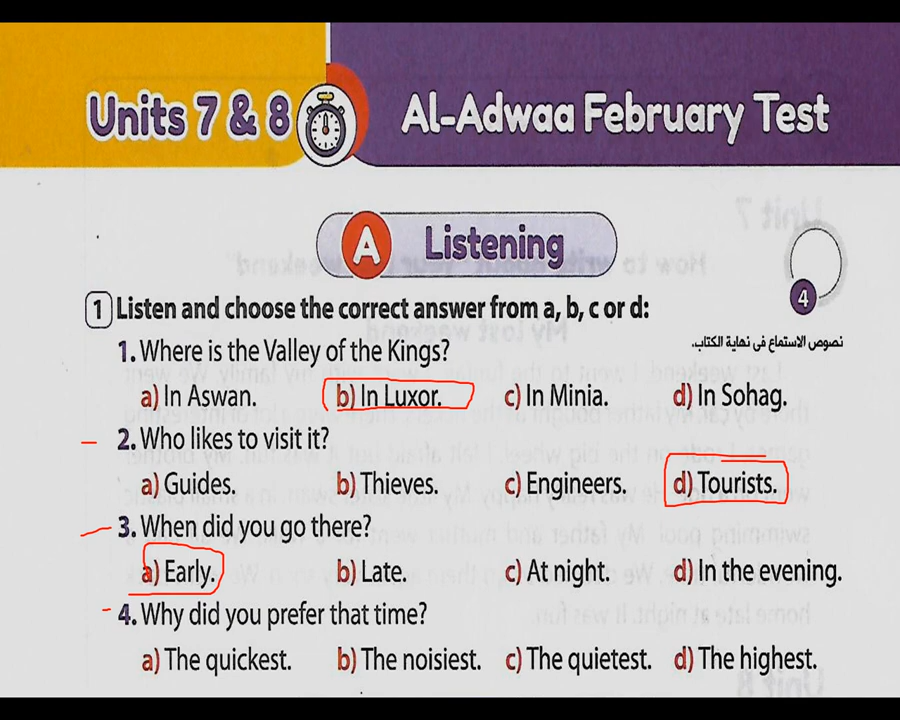 Units 7 & 8
Al-Adwaa February Test
A Listening
4
1 Listen and choose the correct answer from a, b, c or d:
نصوص الاستماع فى نهاية الكتاب.
1. Where is the Valley of the Kings?
a) In Aswan. b) In Luxor. c) In Minia. d) In Sohag.
2. Who likes to visit it?
a) Guides. b) Thieves. c) Engineers. d) Tourists.
3. When did you go there?
a) Early. b) Late. c) At night. d) In the evening.
4. Why did you prefer that time?
a) The quickest. b) The noisiest. c) The quietest. d) The highest.